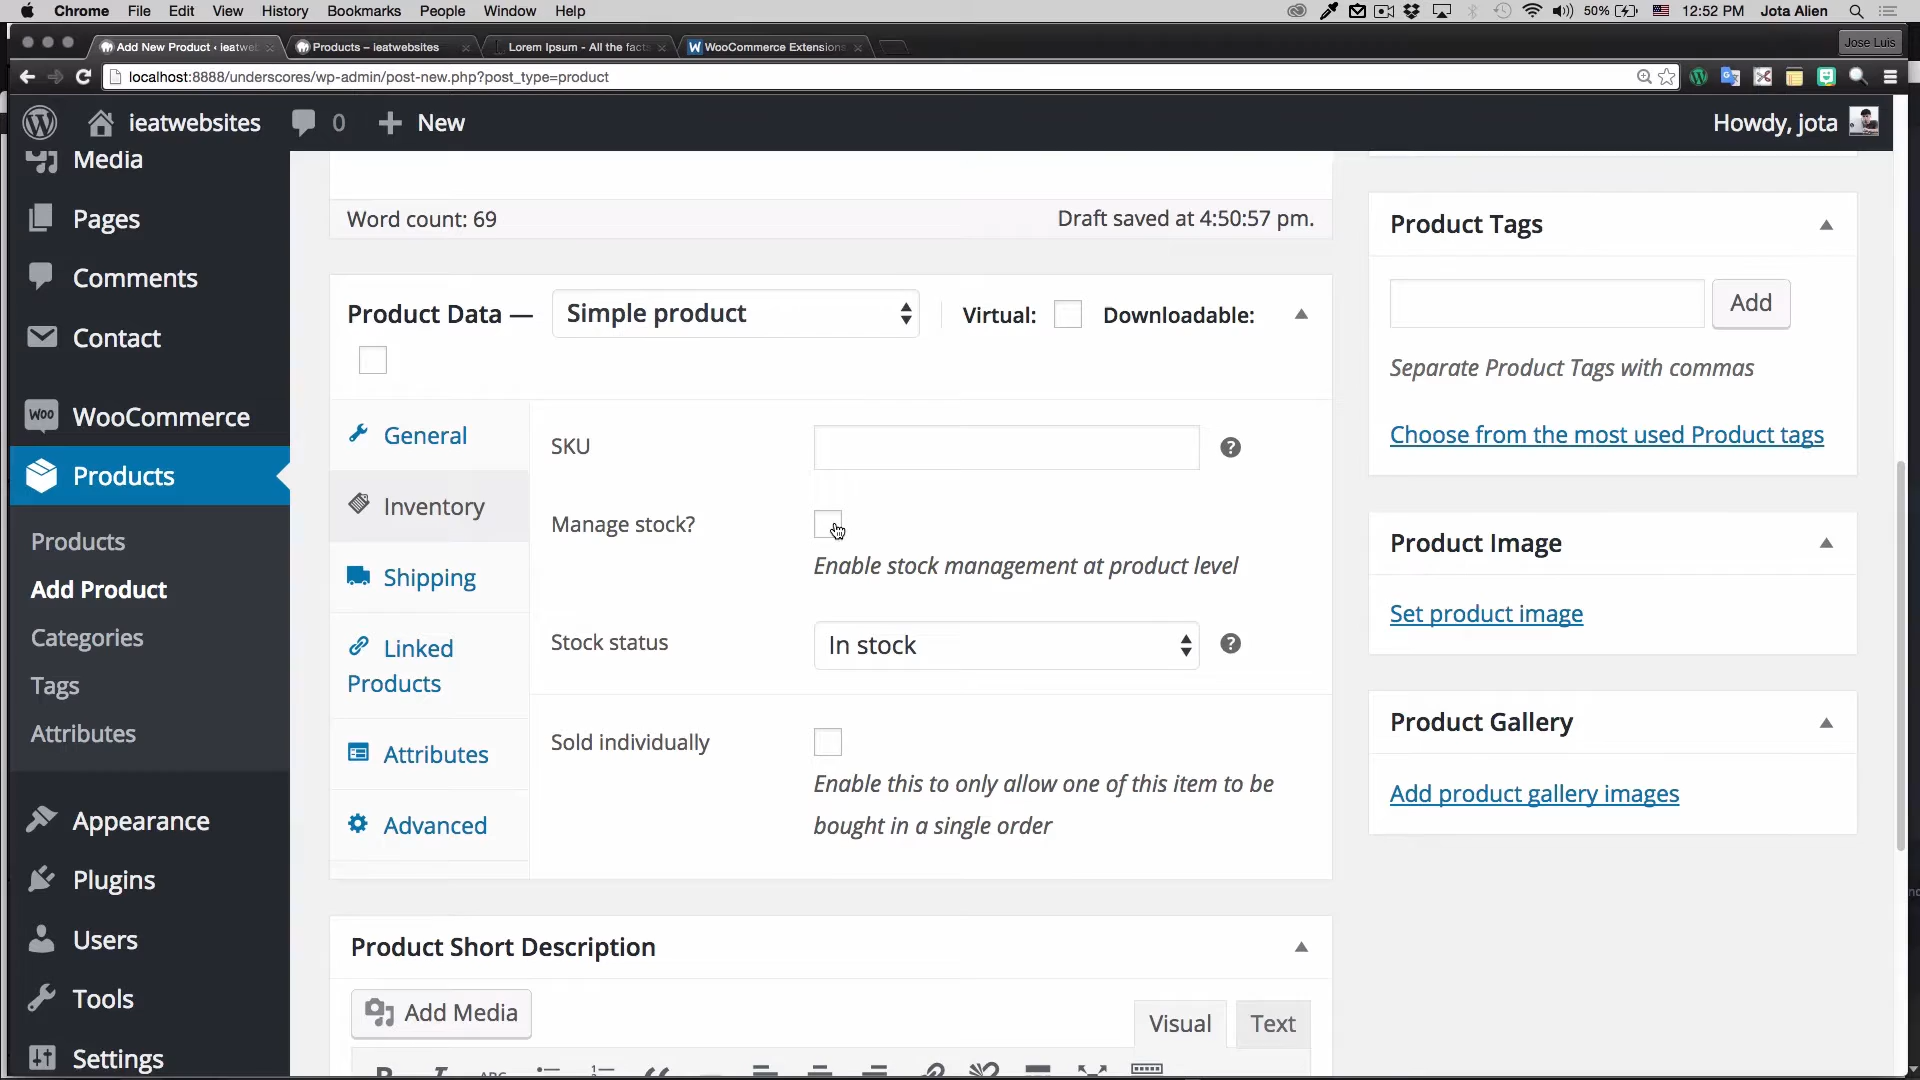 Chrome File Edit View History Bookmarks People Window Help 50% 12:52 PM Jota Alien
Add New Product ‹ ieatwebs Products – ieatwebsites Lorem Ipsum - All the facts WooCommerce Extensions Jose Luis
localhost:8888/underscores/wp-admin/post-new.php?post_type=product
ieatwebsites 0 New Howdy, jota
Media
Pages
Comments
Contact
WOO WooCommerce
Products
Products
Add Product
Categories
Tags
Attributes
Appearance
Plugins
Users
Tools
Settings
Word count: 69 Draft saved at 4:50:57 pm.
Product Data — Simple product Virtual: Downloadable:
General
Inventory
Shipping
Linked
Products
Attributes
Advanced
SKU
Manage stock?
Enable stock management at product level
Stock status In stock
Sold individually
Enable this to only allow one of this item to be
bought in a single order
Product Short Description
Add Media
Visual Text
Product Tags
Add
Separate Product Tags with commas
Choose from the most used Product tags
Product Image
Set product image
Product Gallery
Add product gallery images